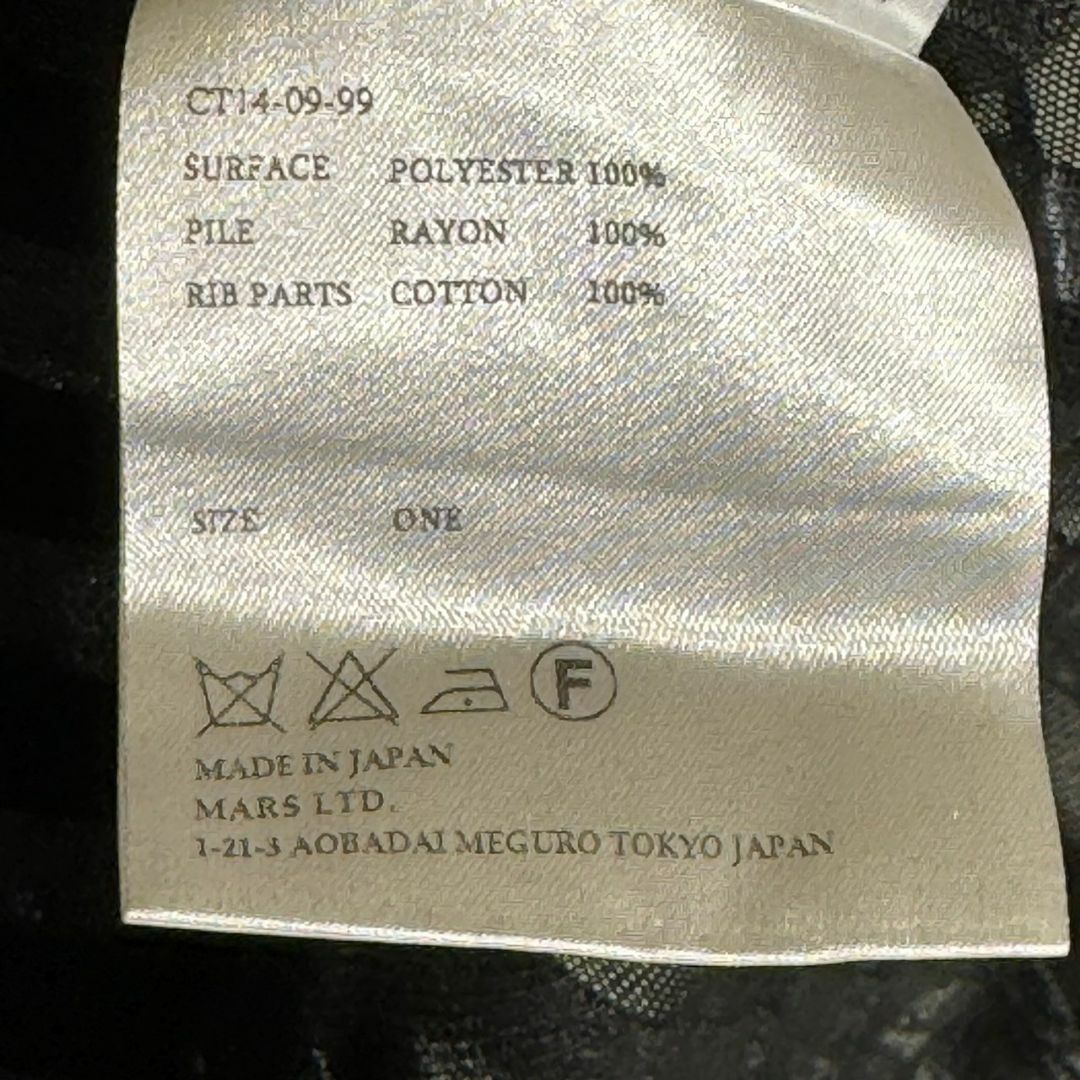 CT14-09-99
SURFACE POLYESTER 100%
PILE RAYON 100%
RIB PARTS COTTON 100%
SIZE ONE
F
MADE IN JAPAN
MARS LTD.
1-21-3 AOBADAI MEGURO TOKYO JAPAN